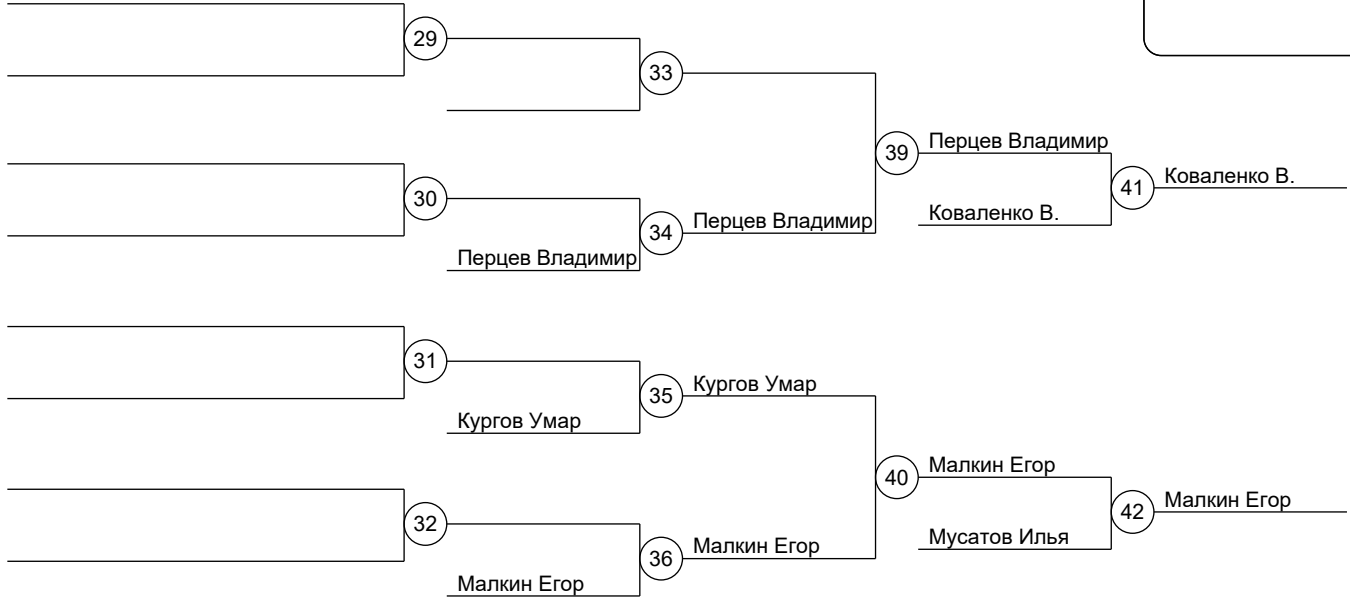 29
33
39
Перцев Владимир
41
Коваленко В.
30
34
Перцев Владимир
Коваленко В.
Перцев Владимир
31
35
Кургов Умар
Кургов Умар
40
Малкин Егор
42
Малкин Егор
32
36
Малкин Егор
Мусатов Илья
Малкин Егор